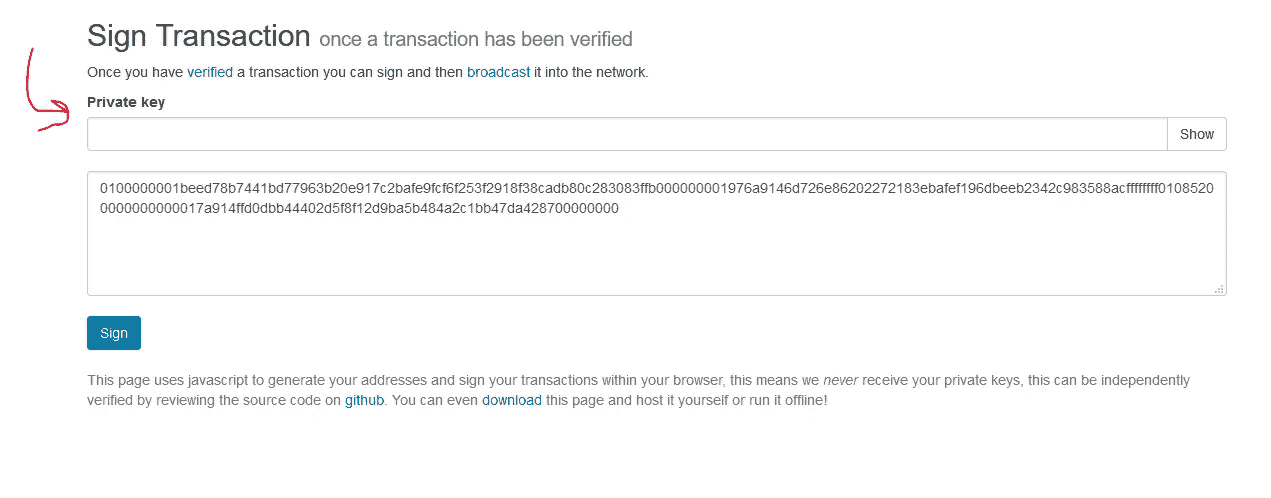 Sign Transaction once a transaction has been verified
Once you have verified a transaction you can sign and then broadcast it into the network.
Private key
Show
0100000001beed78b7441bd77963b20e917c2bafe9fcf6f253f2918f38cadb80c283083ffb000000001976a9146d726e86202272183ebafef196dbeeb2342c983588acffffffff0108520
0000000000017a914ffd0dbb44402d5f8f12d9ba5b484a2c1bb47da428700000000
Sign
This page uses javascript to generate your addresses and sign your transactions within your browser, this means we never receive your private keys, this can be independently
verified by reviewing the source code on github. You can even download this page and host it yourself or run it offline!